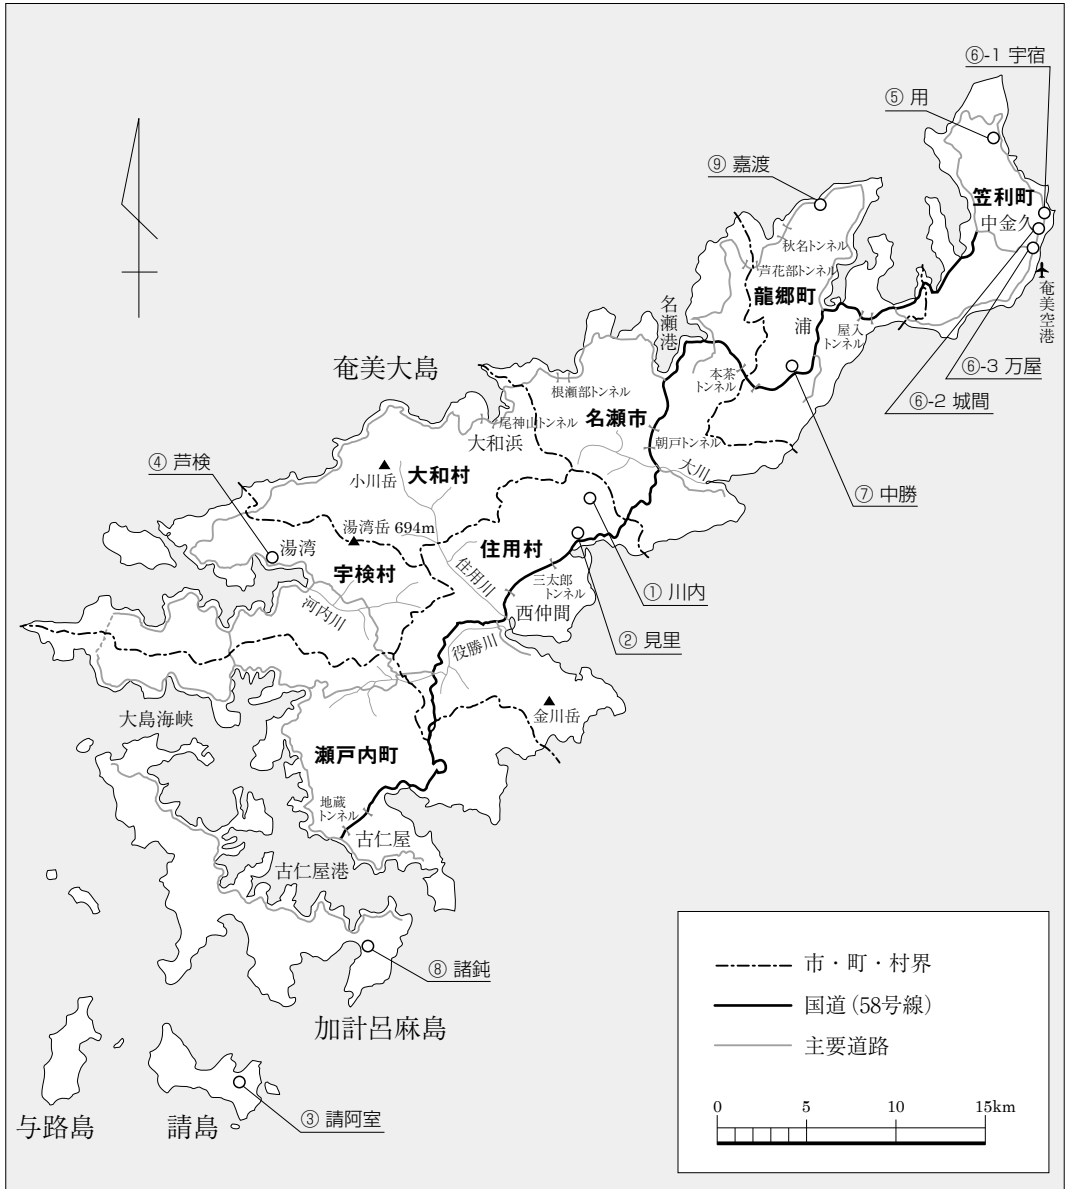 ⑥-1 宇宿
⑤ 用
⑨ 嘉渡
笠利町
中金久
秋名トンネル
芦花部トンネル
龍郷町
奄美空港
名瀬港
浦
屋入
トンネル
奄美大島
本茶
トンネル
⑥-3 万屋
根瀬部トンネル
⑥-2 城間
名瀬市
尾神山トンネル
大和浜
朝戸トンネル
④ 芦検
大和村
小川岳
大川
⑦ 中勝
湯湾岳 694m
湯湾
住用村
宇検村
住用川
三太郎
トンネル
① 川内
河内川
西仲間
② 見里
役勝川
大島海峡
金川岳
瀬戸内町
地蔵
トンネル
古仁屋
古仁屋港
⑧ 諸鈍
加計呂麻島
市・町・村界
国道(58号線)
主要道路
与路島
請島
③ 請阿室
0 5 10 15km